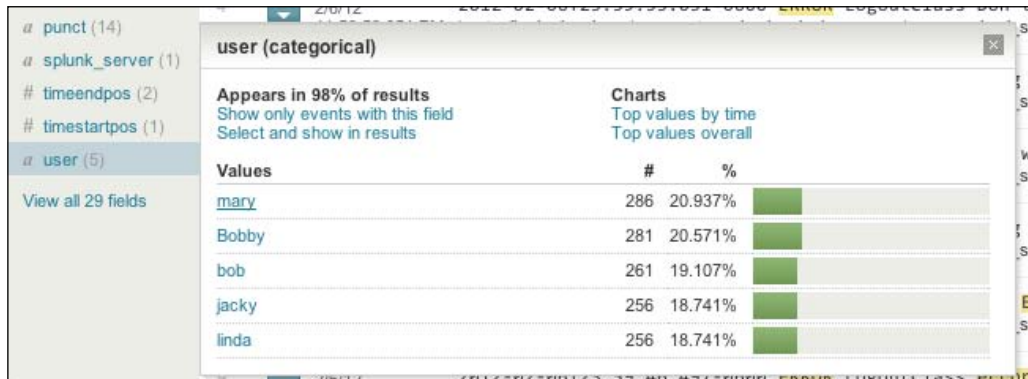 a punct (14)
a splunk_server (1)
# timeendpos (2)
# timestartpos (1)
a user (5)
View all 29 fields
user (categorical)
Appears in 98% of results
Show only events with this field
Select and show in results
Charts
Top values by time
Top values overall
Values # %
mary 286 20.937%
Bobby 281 20.571%
bob 261 19.107%
jacky 256 18.741%
linda 256 18.741%